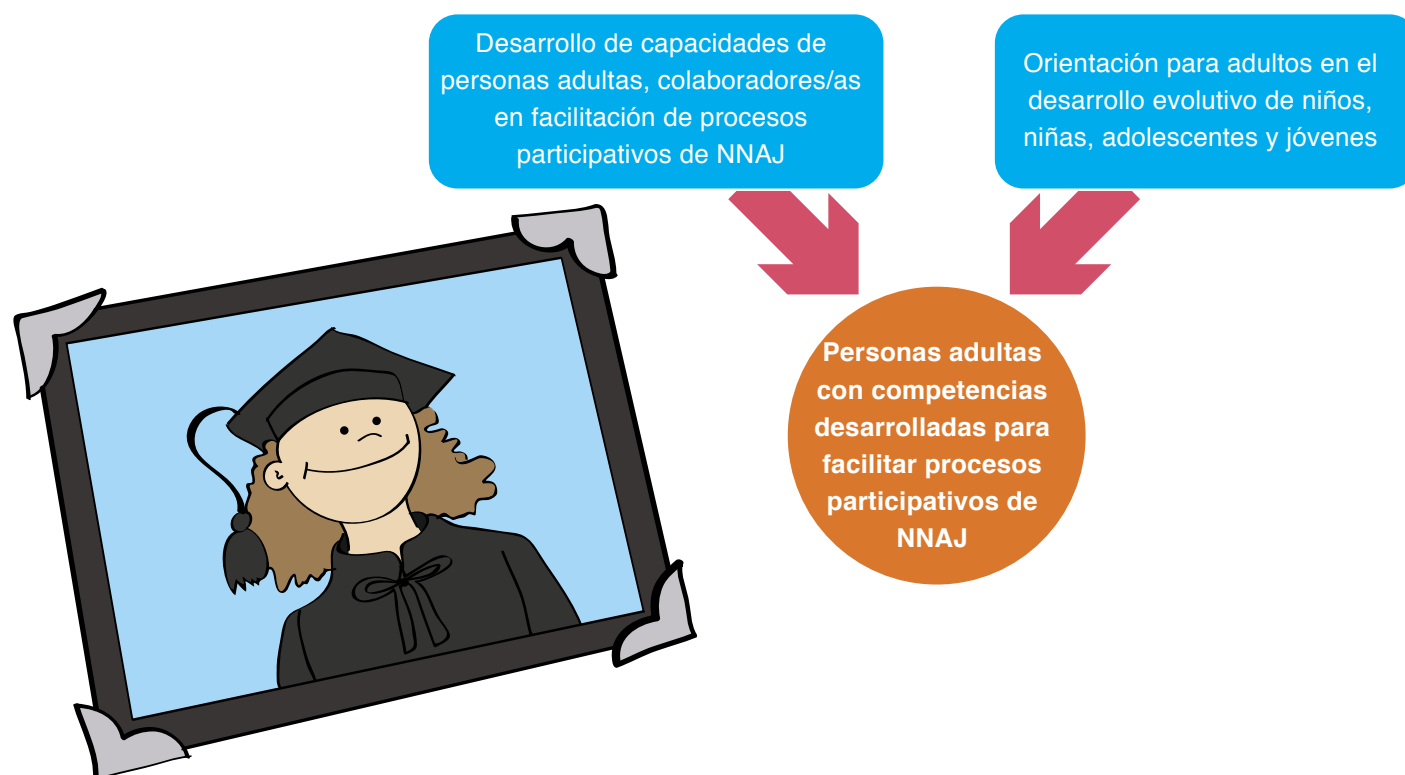 Desarrollo de capacidades de
personas adultas, colaboradores/as
en facilitación de procesos
participativos de NNAJ
Orientación para adultos en el
desarrollo evolutivo de niños,
niñas, adolescentes y jóvenes
Personas adultas
con competencias
desarrolladas para
facilitar procesos
participativos de
NNAJ